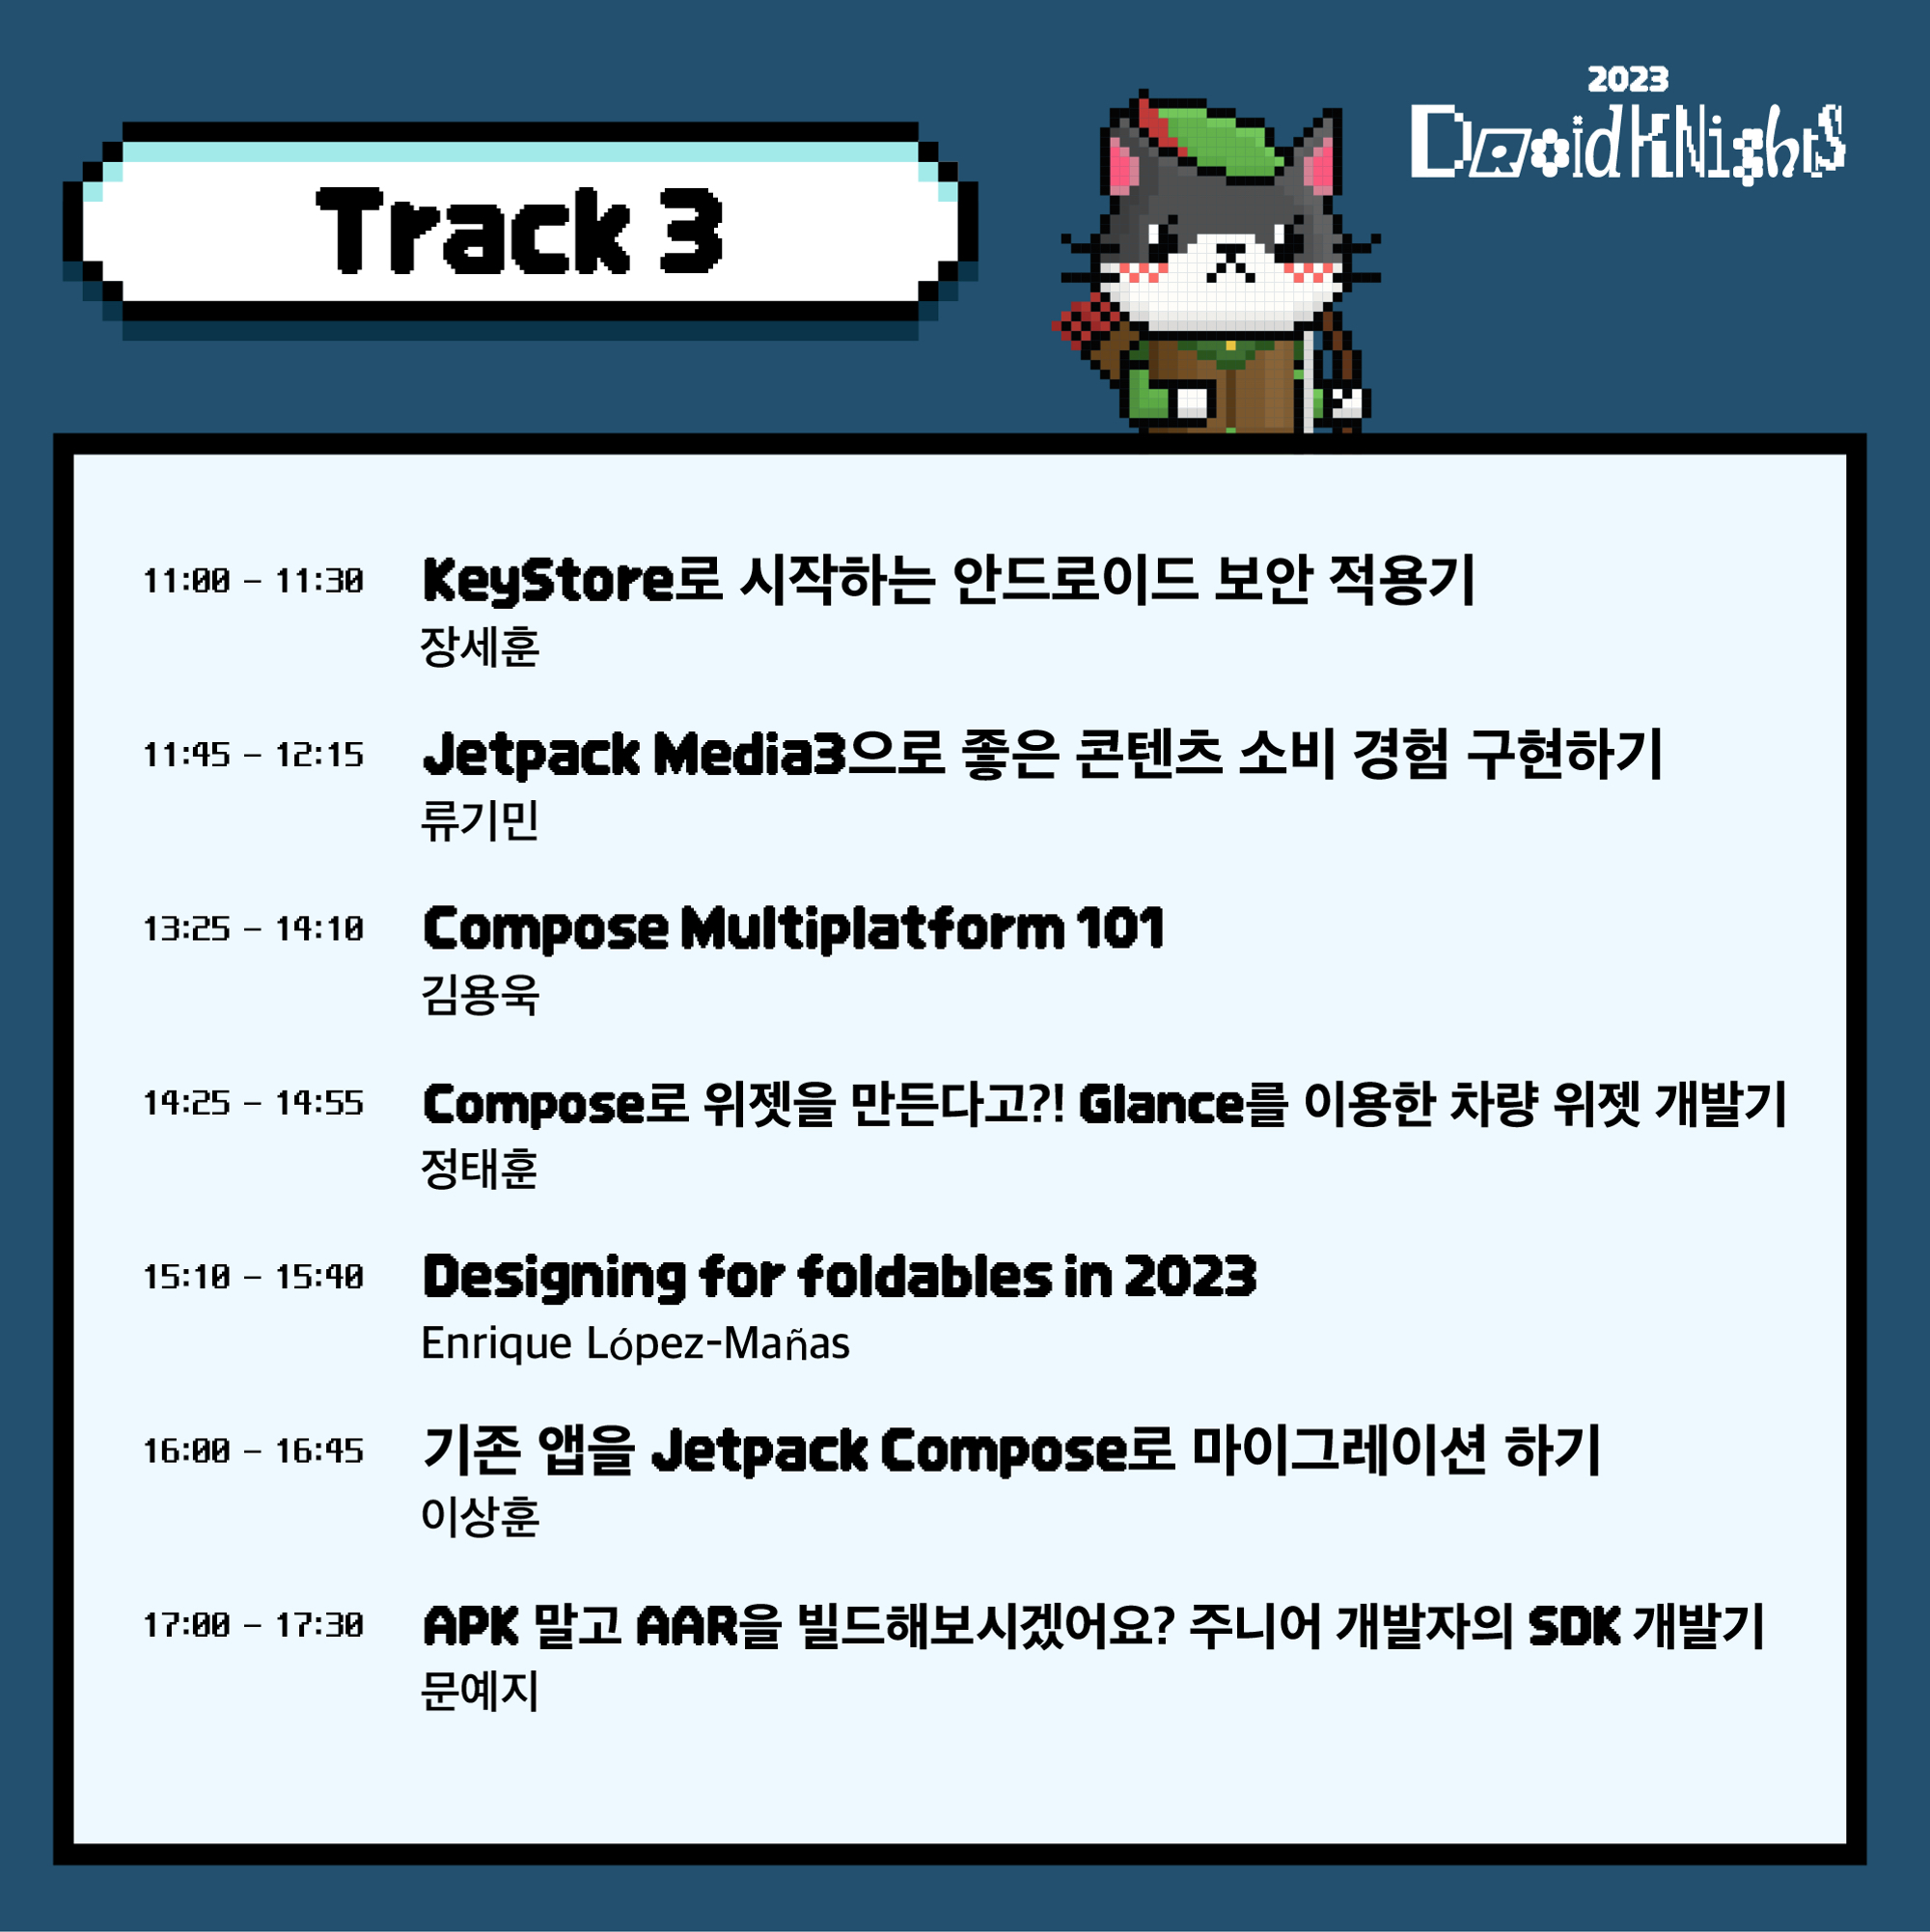 2023
DroidKNights
Track 3
11:00 – 11:30
KeyStore로 시작하는 안드로이드 보안 적용기
장세훈
11:45 – 12:15
Jetpack Media3으로 좋은 콘텐츠 소비 경험 구현하기
류기민
13:25 – 14:10
Compose Multiplatform 101
김용욱
14:25 – 14:55
Compose로 위젯을 만든다고?! Glance를 이용한 차량 위젯 개발기
정태훈
15:10 – 15:40
Designing for foldables in 2023
Enrique López-Mañas
16:00 – 16:45
기존 앱을 Jetpack Compose로 마이그레이션 하기
이상훈
17:00 – 17:30
APK 말고 AAR을 빌드해보시겠어요? 주니어 개발자의 SDK 개발기
문예지